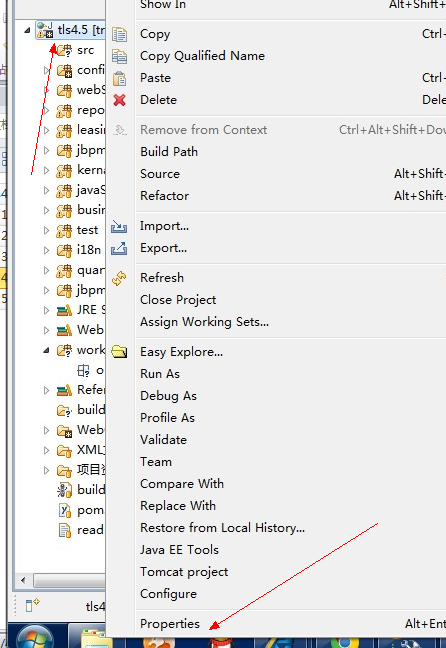 Show In Alt+Shift+
tls4.5 [tr
src
confi
webS
repo
leasin
jbpm
kerna
javaS
busin
test
i18n
quar
jbpm
JRE S
Web
work
o
Refer
build
Web
XML
项目资
build
pom
read
tls4
Copy Ctrl-
Copy Qualified Name
Paste Ctrl-
Delete Dele
Remove from Context Ctrl+Alt+Shift+Dow
Build Path
Source Alt+Shift-
Refactor Alt+Shift-
Import...
Export...
Refresh
Close Project
Assign Working Sets...
Easy Explore...
Run As
Debug As
Profile As
Validate
Team
Compare With
Replace With
Restore from Local History...
Java EE Tools
Tomcat project
Configure
Properties Alt+Ent